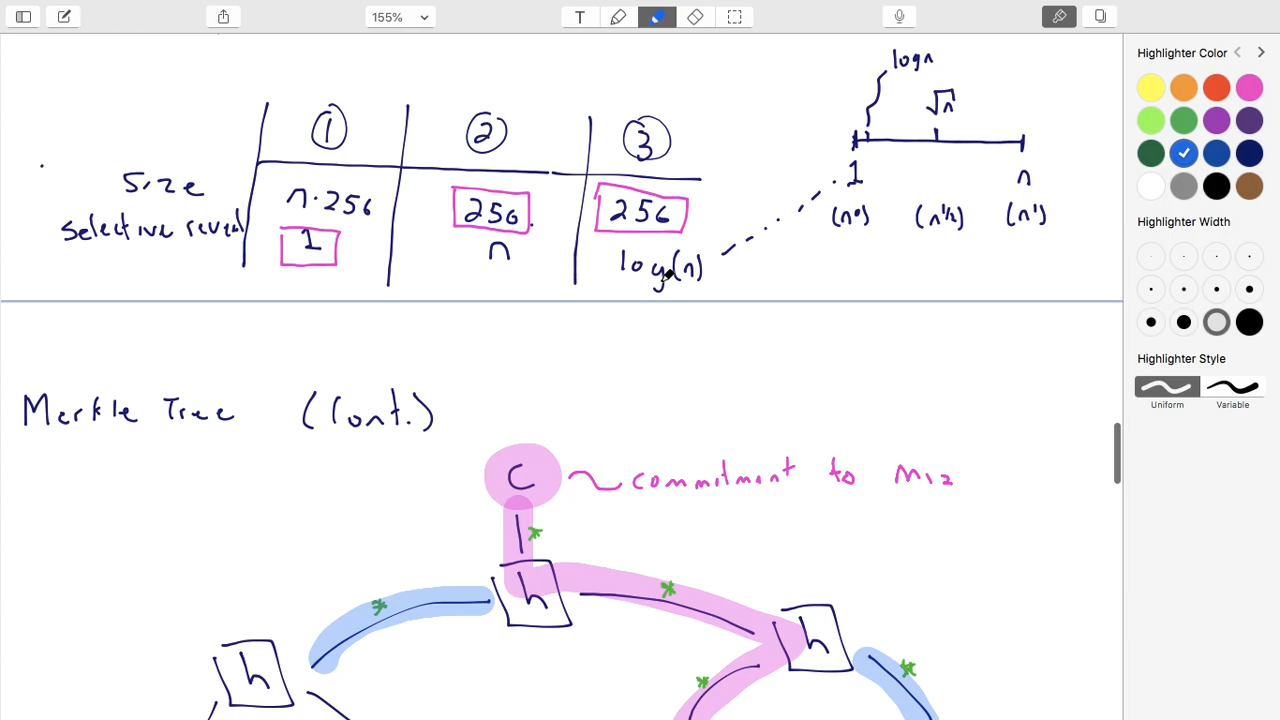 155%
T
Highlighter Color
Highlighter Width
Highlighter Style
Uniform Variable
① ② ③
Size n·256 256 256
selective reveal 1 n log(n)
logn
√n
1 n
(n⁰) (n^1/2) (n¹)
Merkle Tree (Cont.)
C commitment to M12
h
h
h